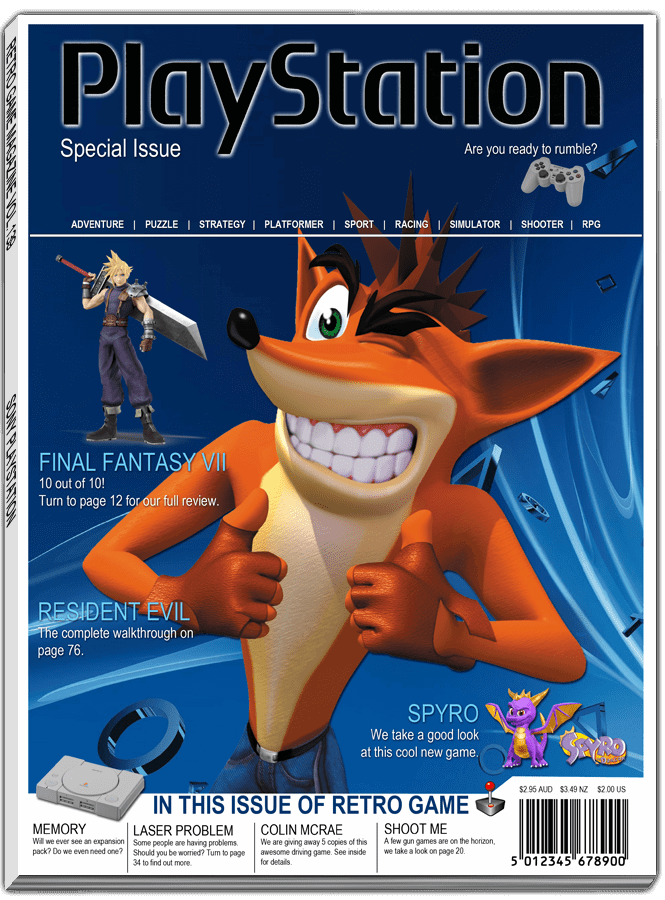 PlayStation
Special Issue
Are you ready to rumble?
ADVENTURE | PUZZLE | STRATEGY | PLATFORMER | SPORT | RACING | SIMULATOR | SHOOTER | RPG
FINAL FANTASY VII
10 out of 10!
Turn to page 12 for our full review.
RESIDENT EVIL
The complete walkthrough on
page 76.
SPYRO
We take a good look
at this cool new game.
SPYRO
IN THIS ISSUE OF RETRO GAME
$2.95 AUD $3.49 NZ $2.00 US
MEMORY
Will we ever see an expansion
pack? Do we even need one?
LASER PROBLEM
Some people are having problems.
Should you be worried? Turn to page
34 to find out more.
COLIN MCRAE
We are giving away 5 copies of this
awesome driving game. See inside
for details.
SHOOT ME
A few gun games are on the horizon,
we take a look on page 20.
5 012345 678900